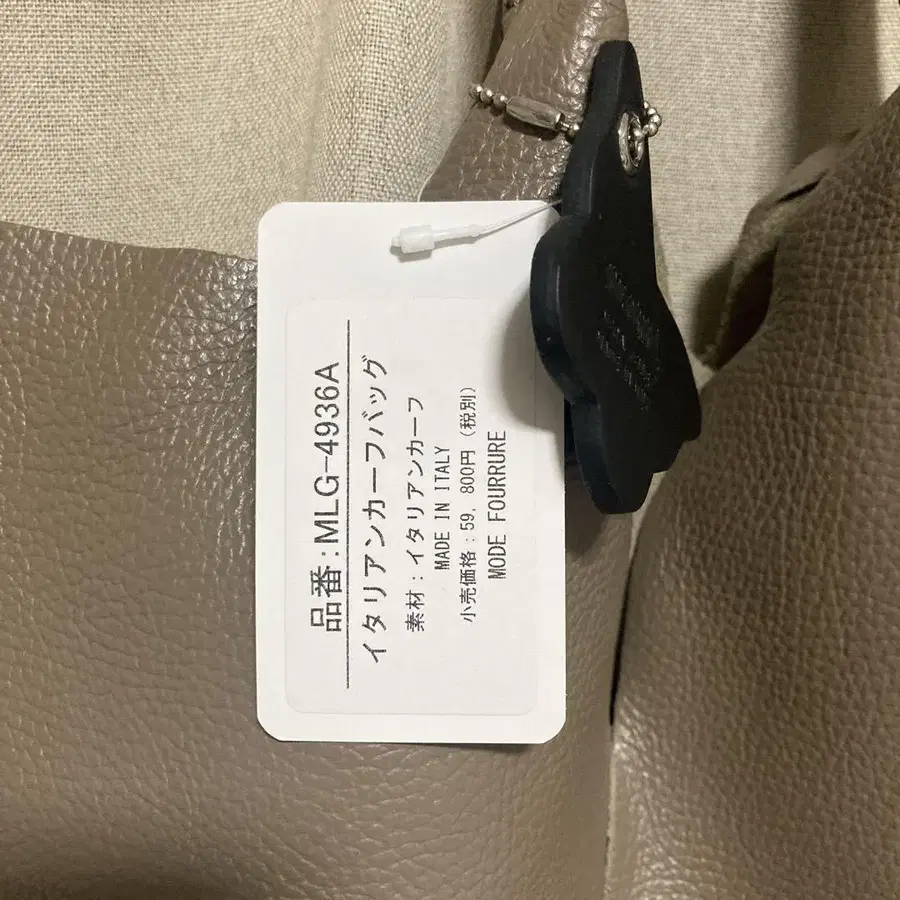 品番:MLG-4936A
イタリアンカーフバッグ
素材:イタリアンカーフ
MADE IN ITALY
小売価格:59, 800円(税別)
MODE FOURRURE